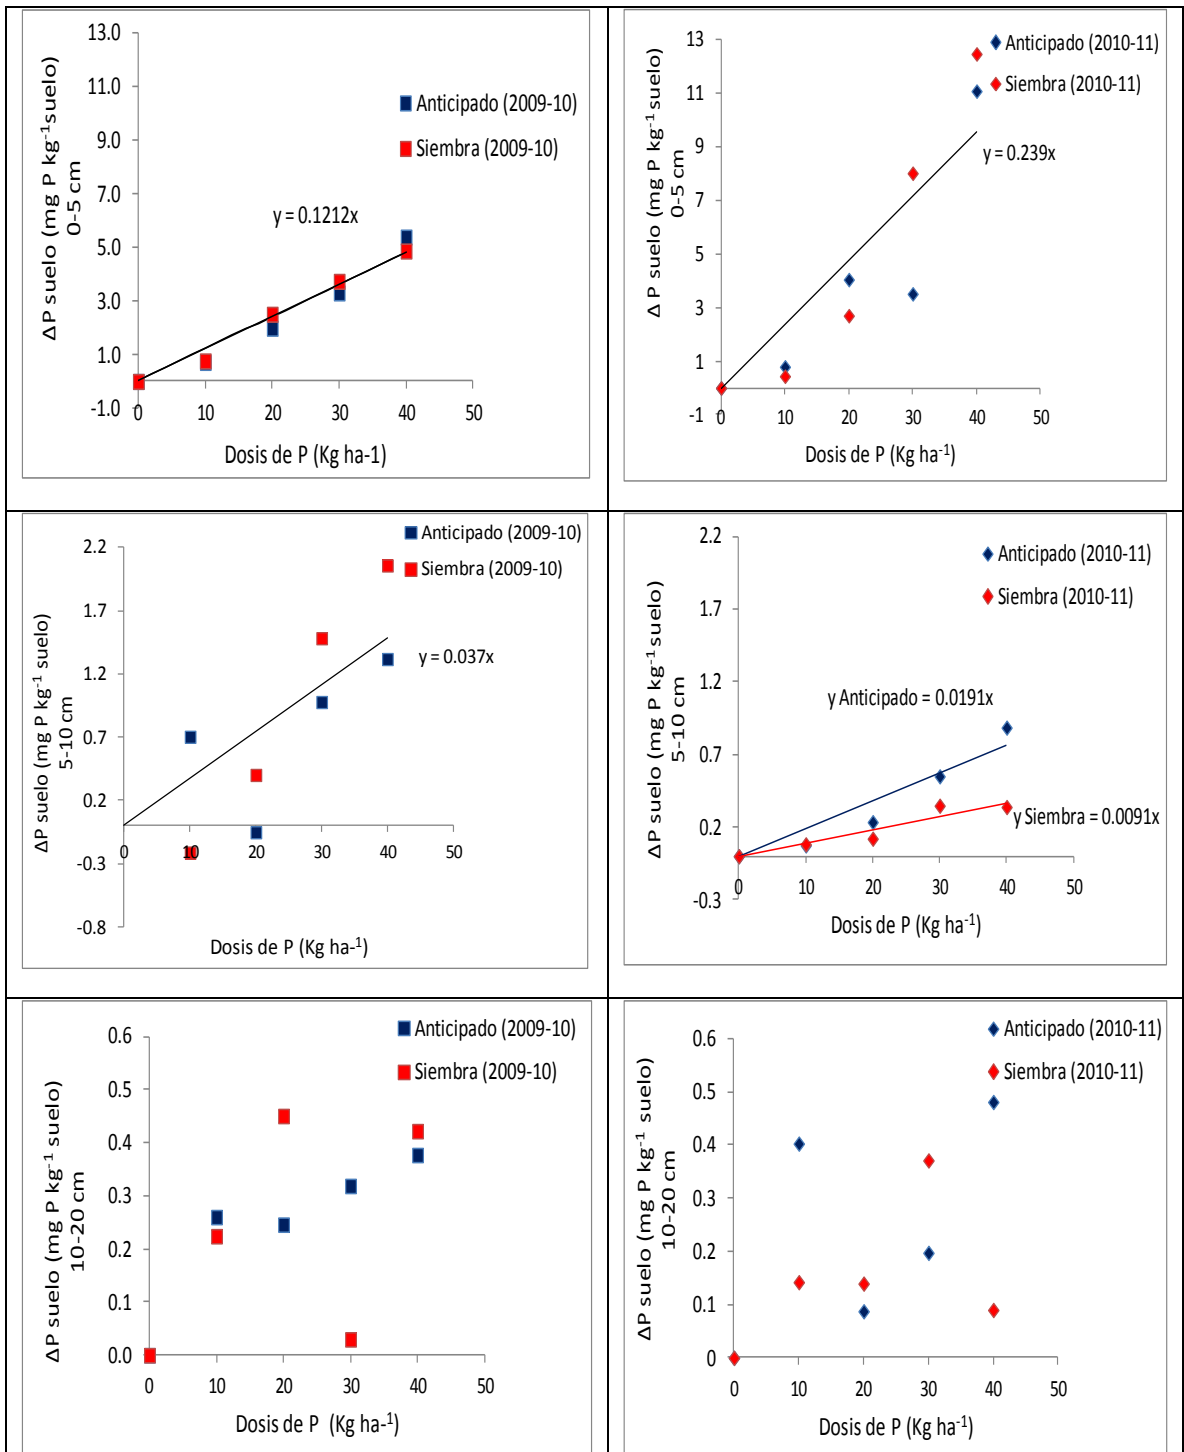 13.0
11.0
9.0
7.0
5.0
3.0
1.0
-1.0
0
10
20
30
40
50
ΔP suelo (mg P kg⁻¹suelo)
0-5 cm
Anticipado (2009-10)
Siembra (2009-10)
y = 0.1212x
Dosis de P (Kg ha-1)
13
11
9
7
5
3
1
-1
0
10
20
30
40
50
ΔP suelo (mg P kg⁻¹suelo)
0-5 cm
Anticipado (2010-11)
Siembra (2010-11)
y = 0.239x
Dosis de P (Kg ha⁻¹)
2.2
1.7
1.2
0.7
0.2
-0.3
-0.8
0
10
20
30
40
50
ΔP suelo (mg P kg⁻¹ suelo)
5-10 cm
Anticipado (2009-10)
Siembra (2009-10)
y = 0.037x
Dosis de P (Kg ha-¹)
2.2
1.7
1.2
0.7
0.2
-0.3
0
10
20
30
40
50
ΔP suelo (mg P kg⁻¹ suelo)
5-10 cm
Anticipado (2010-11)
Siembra (2010-11)
y Anticipado = 0.0191x
y Siembra = 0.0091x
Dosis de P (Kg ha⁻¹)
0.6
0.5
0.4
0.3
0.2
0.1
0.0
0
10
20
30
40
50
ΔP suelo (mg P kg⁻¹ suelo)
10-20 cm
Anticipado (2009-10)
Siembra (2009-10)
Dosis de P (Kg ha-¹)
0.6
0.5
0.4
0.3
0.2
0.1
0
0
10
20
30
40
50
ΔP suelo (mg P kg⁻¹ suelo)
10-20 cm
Anticipado (2010-11)
Siembra (2010-11)
Dosis de P (Kg ha⁻¹)